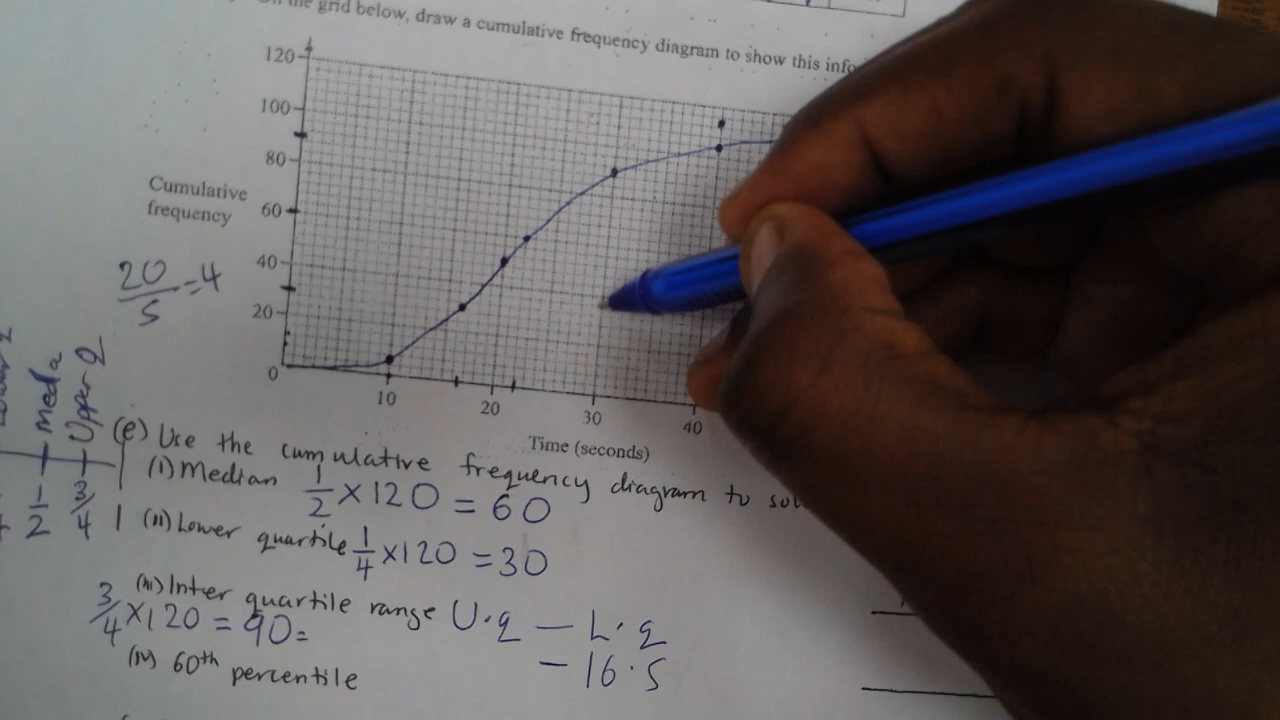 the grid below, draw a cumulative frequency diagram to show this info
120
100
80
Cumulative
frequency
60
40
20
0
10
20
30
40
Time (seconds)
20/5 = 4
1/2 - meda
3/4 - Upper Q
(e) Use the cumulative frequency diagram to
(i) Median 1/2 X 120 = 60
(ii) Lower quartile 1/4 X 120 = 30
(iii) Inter quartile range U.q - L.q
3/4 X 120 = 90 =
- 16.5
(iv) 60th percentile